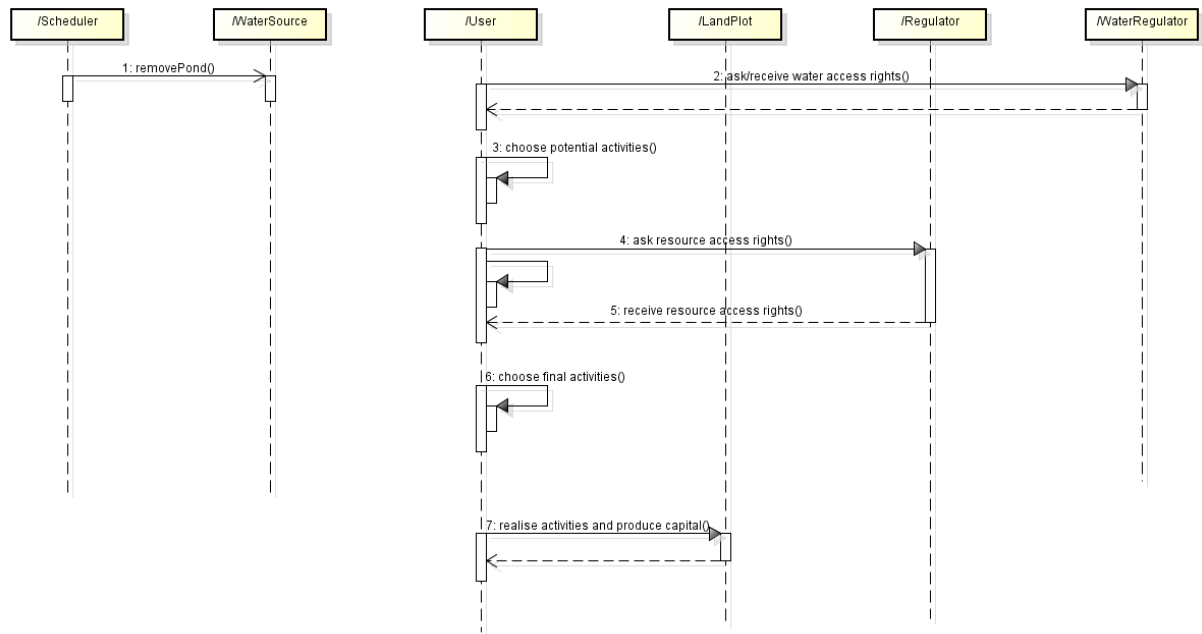 /Scheduler
/WaterSource
/User
/LandPlot
/Regulator
/WaterRegulator
1: removePond()
2: ask/receive water access rights()
3: choose potential activities()
4: ask resource access rights()
5: receive resource access rights()
6: choose final activities()
7: realise activities and produce capital()